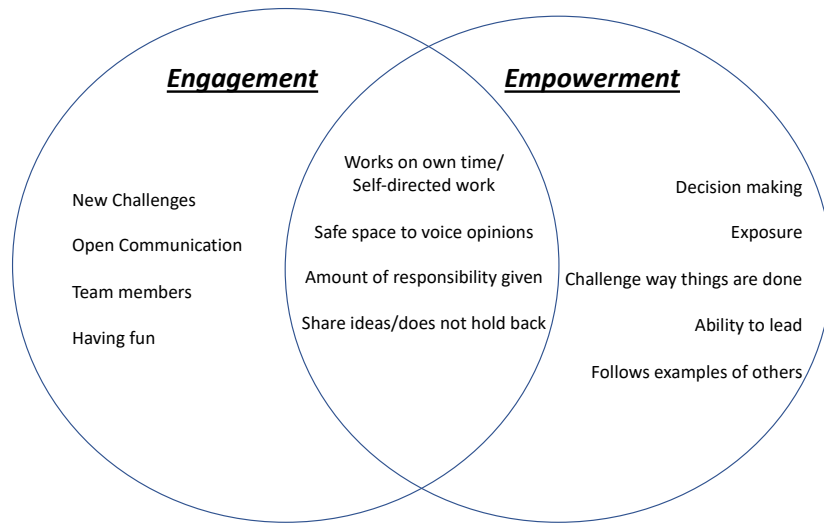 Engagement
Empowerment
New Challenges
Open Communication
Team members
Having fun
Works on own time/
Self-directed work
Safe space to voice opinions
Amount of responsibility given
Share ideas/does not hold back
Decision making
Exposure
Challenge way things are done
Ability to lead
Follows examples of others